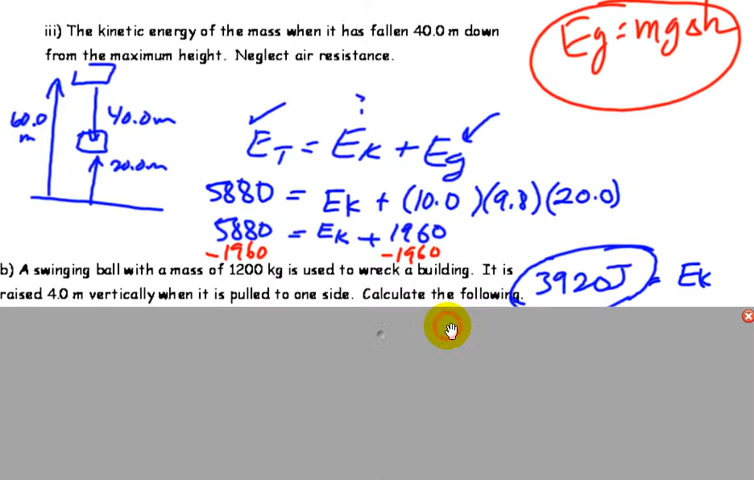 iii) The kinetic energy of the mass when it has fallen 40.0 m down
from the maximum height. Neglect air resistance.
Eg = mgΔh
60.0
m
40.0m
20.0m
?
ET = EK + Eg
5880 = EK + (10.0)(9.8)(20.0)
5880 = EK + 1960
-1960 -1960
3920J = EK
b) A swinging ball with a mass of 1200 kg is used to wreck a building. It is
raised 4.0 m vertically when it is pulled to one side. Calculate the following.